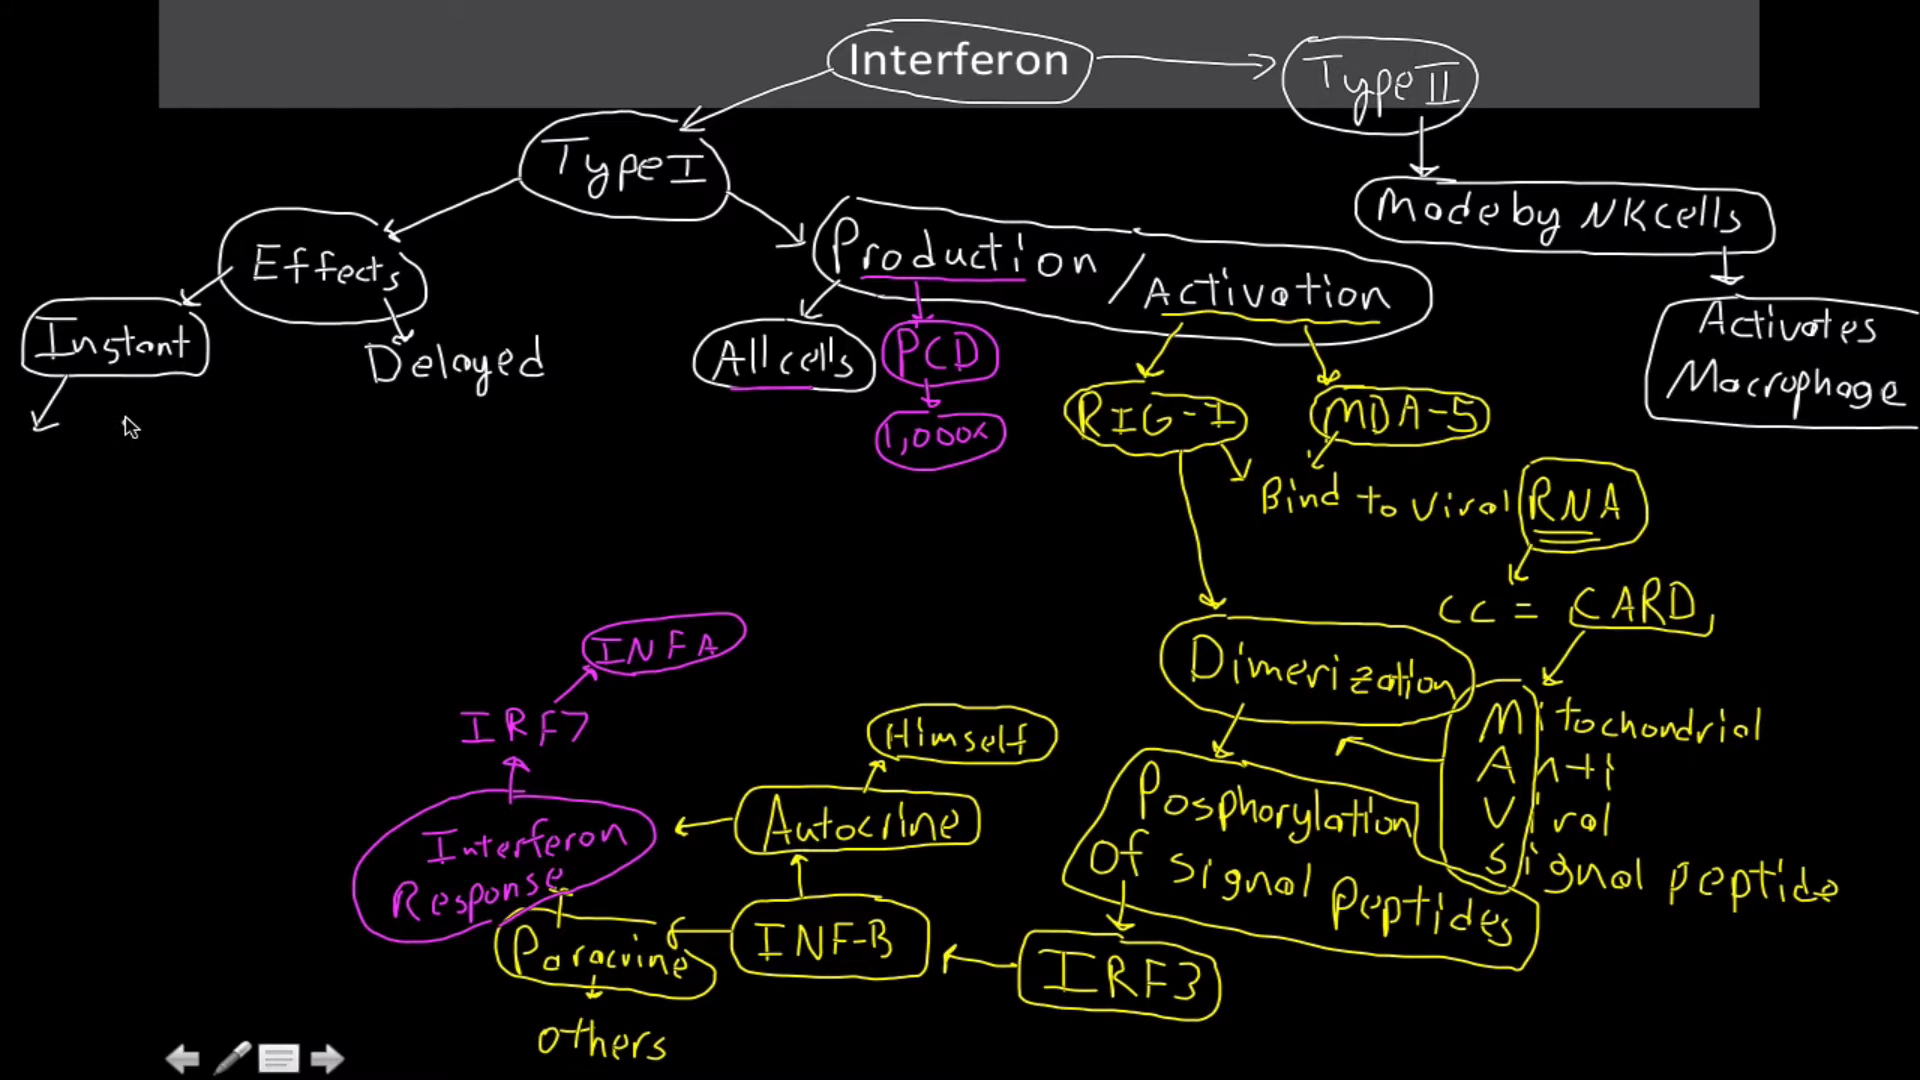 Interferon
Type II
Type I
Made by NK cells
Effects
Production
/Activation
Activates
Macrophage
Instant
Delayed
All cells
PCD
1,000x
RIG-I
MDA-5
Bind to viral RNA
CC = CARD
Dimerization
Mitochondrial
Anti
Viral
Signal peptide
Posphorylation
Of signal peptides
IRF3
INF-B
Autocrine
Himself
Paracrine
others
Interferon
Response
IRF7
INFA